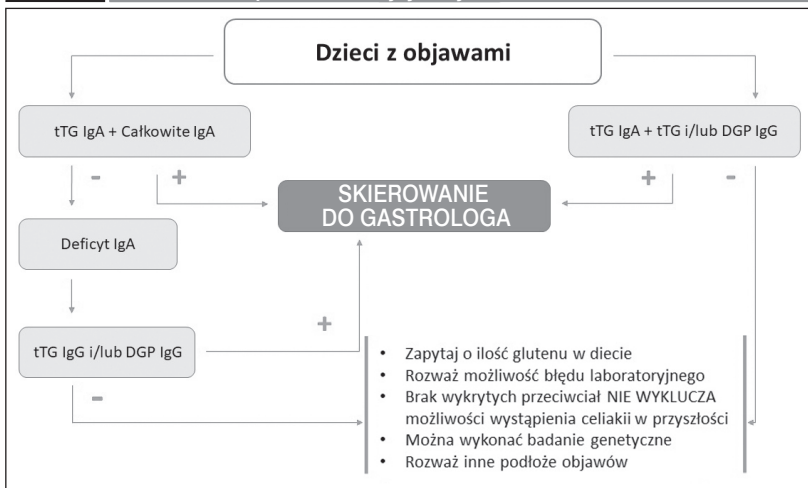 Dzieci z objawami
tTG IgA + Całkowite IgA
tTG IgA + tTG i/lub DGP IgG
-
+
+
-
SKIEROWANIE
DO GASTROLOGA
Deficyt IgA
+
tTG IgG i/lub DGP IgG
-
• Zapytaj o ilość glutenu w diecie
• Rozważ możliwość błędu laboratoryjnego
• Brak wykrytych przeciwciał NIE WYKLUCZA
możliwości wystąpienia celiakii w przyszłości
• Można wykonać badanie genetyczne
• Rozważ inne podłoże objawów